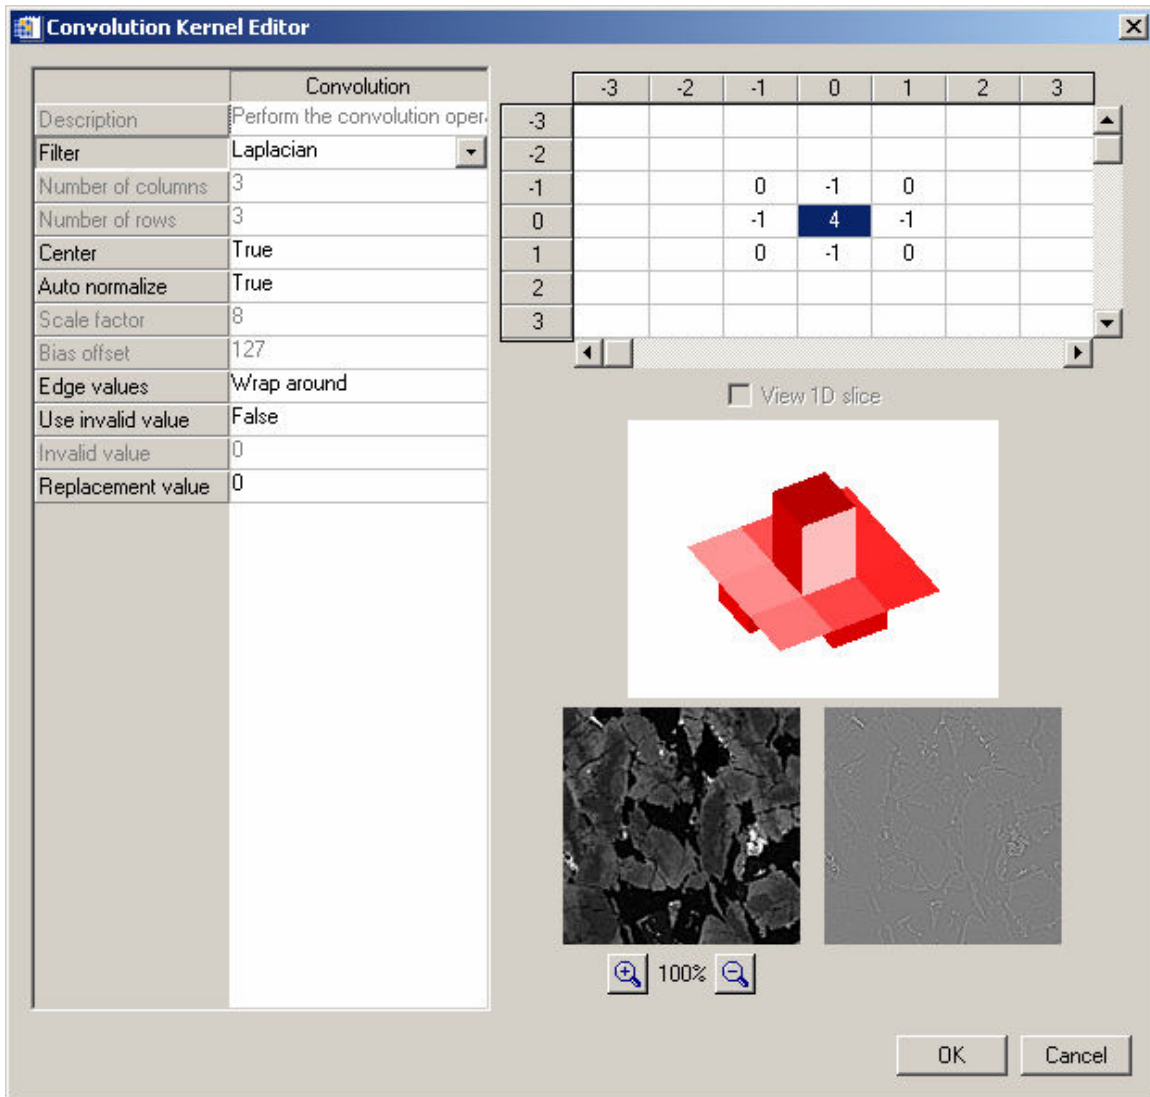 Convolution Kernel Editor
Convolution
Description Perform the convolution oper
Filter Laplacian
Number of columns 3
Number of rows 3
Center True
Auto normalize True
Scale factor 8
Bias offset 127
Edge values Wrap around
Use invalid value False
Invalid value 0
Replacement value 0
-3 -2 -1 0 1 2 3
-3
-2
-1 0 -1 0
0 -1 4 -1
1 0 -1 0
2
3
View 1D slice
100%
OK Cancel